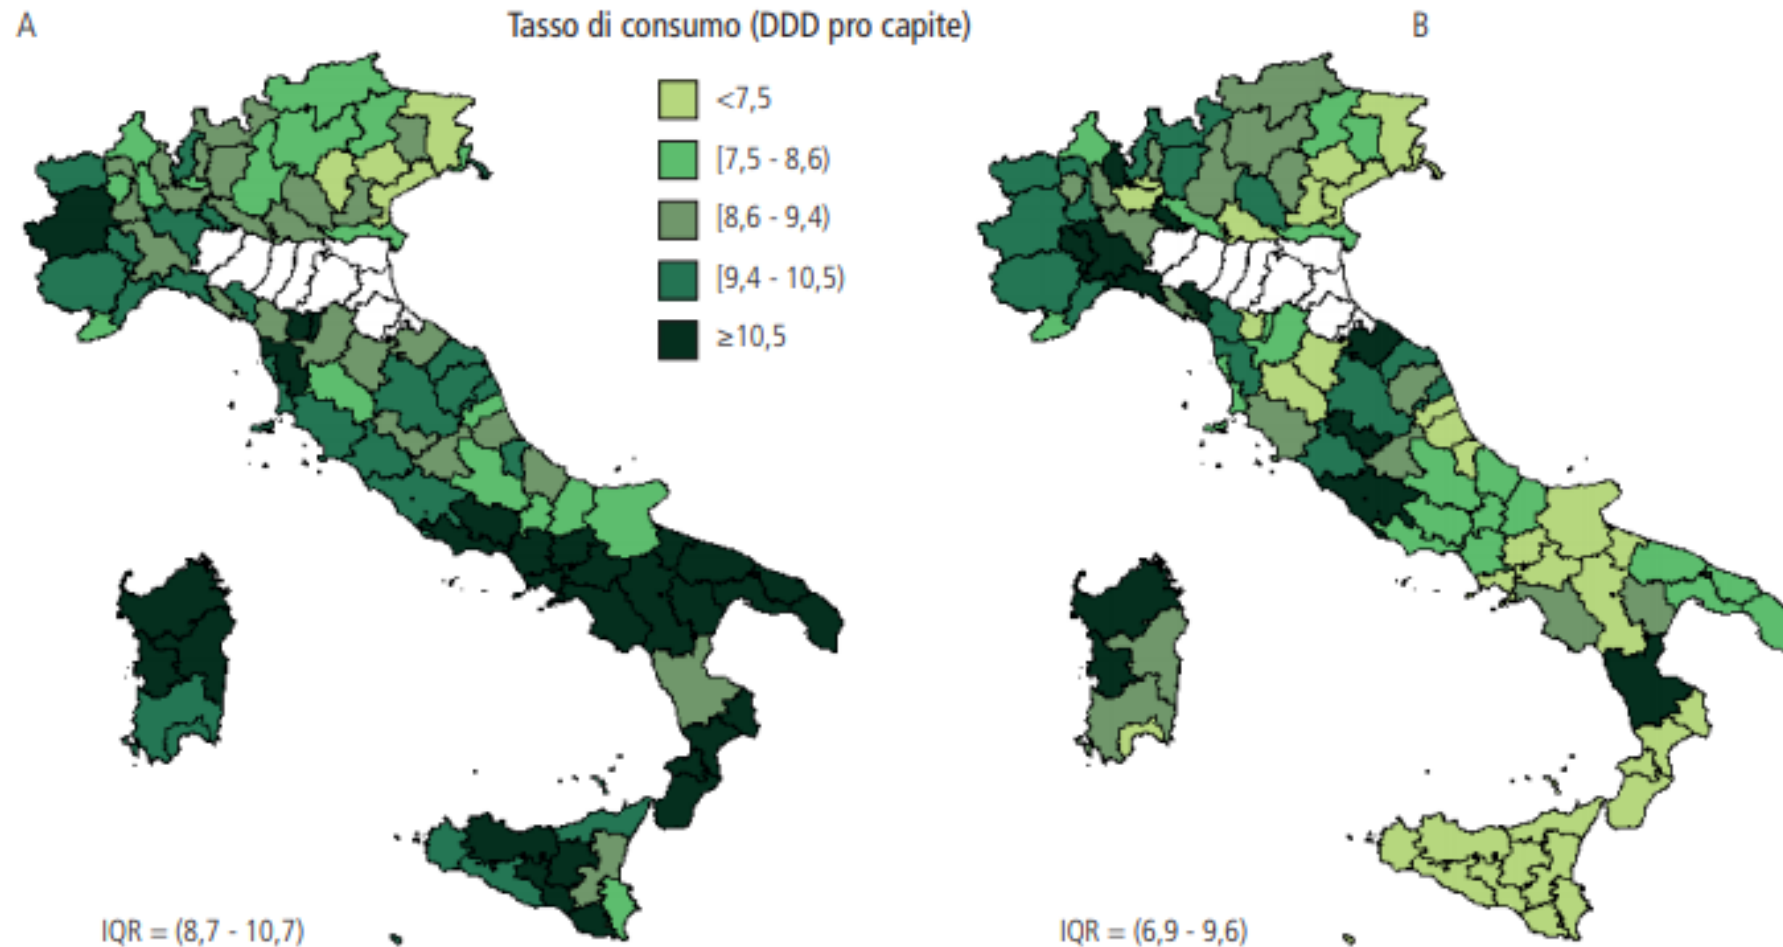 A
Tasso di consumo (DDD pro capite)
B
<7,5
[7,5 - 8,6)
[8,6 - 9,4)
[9,4 - 10,5)
≥10,5
IQR = (8,7 - 10,7)
IQR = (6,9 - 9,6)